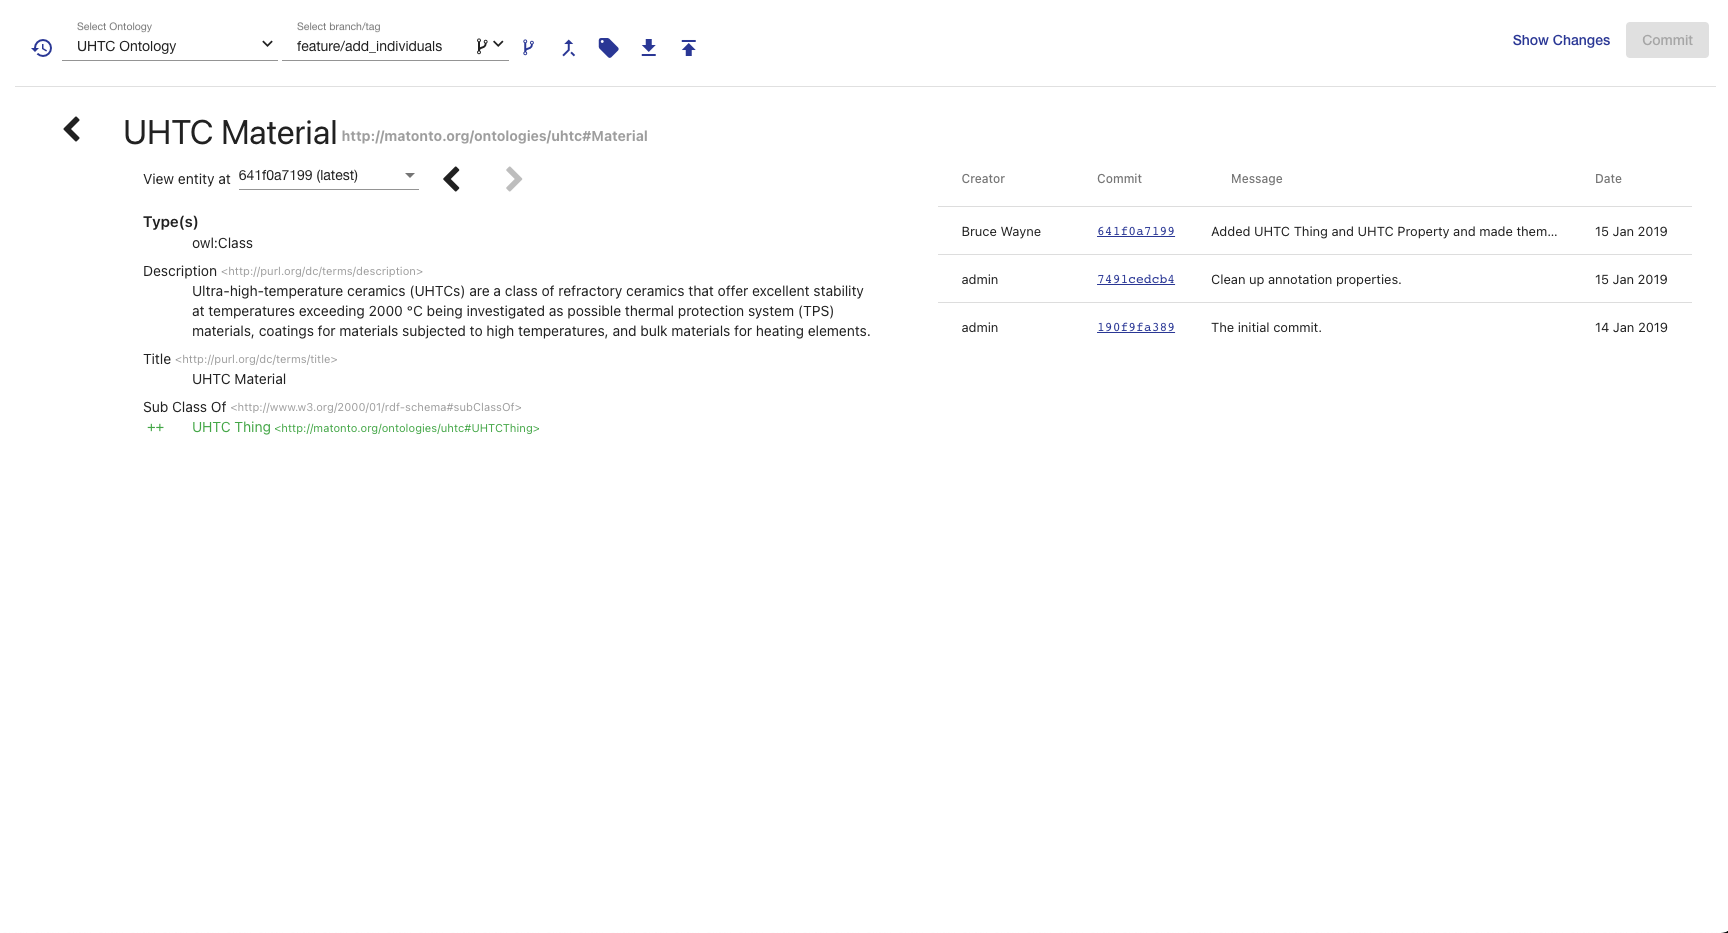 Select Ontology
UHTC Ontology
Select branch/tag
feature/add_individuals
Show Changes
Commit
UHTC Material http://matonto.org/ontologies/uhtc#Material
View entity at 641f0a7199 (latest)
Type(s)
owl:Class
Description <http://purl.org/dc/terms/description>
Ultra-high-temperature ceramics (UHTCs) are a class of refractory ceramics that offer excellent stability
at temperatures exceeding 2000 °C being investigated as possible thermal protection system (TPS)
materials, coatings for materials subjected to high temperatures, and bulk materials for heating elements.
Title <http://purl.org/dc/terms/title>
UHTC Material
Sub Class Of <http://www.w3.org/2000/01/rdf-schema#subClassOf>
++ UHTC Thing <http://matonto.org/ontologies/uhtc#UHTCThing>
Creator Commit Message Date
Bruce Wayne 641f0a7199 Added UHTC Thing and UHTC Property and made them... 15 Jan 2019
admin 7491cedcb4 Clean up annotation properties. 15 Jan 2019
admin 190f9fa389 The initial commit. 14 Jan 2019